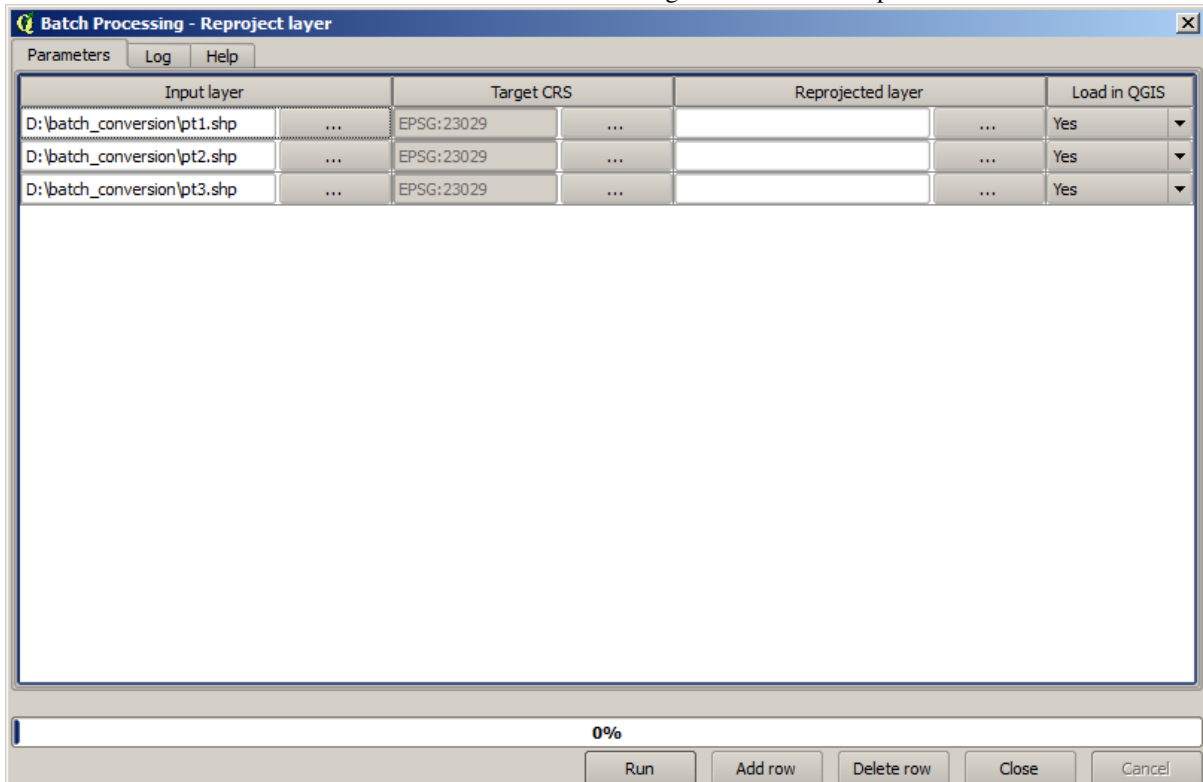 Batch Processing - Reproject layer
Parameters Log Help
Input layer Target CRS Reprojected layer Load in QGIS
D:\batch_conversion\pt1.shp ... EPSG:23029 ... ... Yes
D:\batch_conversion\pt2.shp ... EPSG:23029 ... ... Yes
D:\batch_conversion\pt3.shp ... EPSG:23029 ... ... Yes
0%
Run Add row Delete row Close Cancel